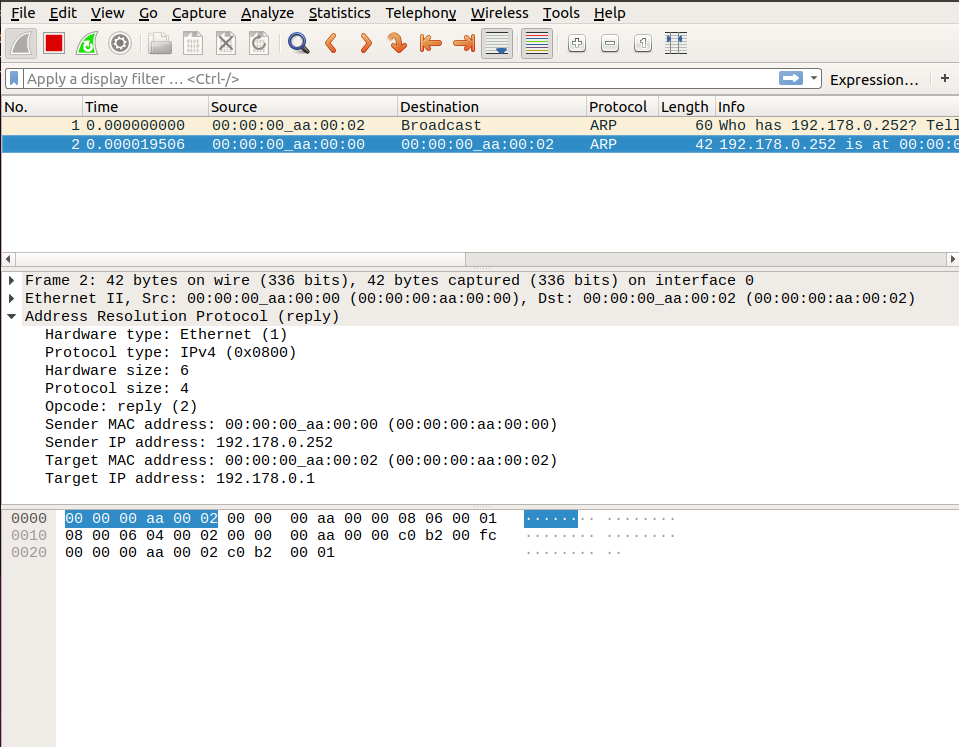 File Edit View Go Capture Analyze Statistics Telephony Wireless Tools Help
Apply a display filter … <Ctrl-/> Expression… +
No. Time Source Destination Protocol Length Info
1 0.000000000 00:00:00_aa:00:02 Broadcast ARP 60 Who has 192.178.0.252? Tell
2 0.000019506 00:00:00_aa:00:00 00:00:00_aa:00:02 ARP 42 192.178.0.252 is at 00:00:0
Frame 2: 42 bytes on wire (336 bits), 42 bytes captured (336 bits) on interface 0
Ethernet II, Src: 00:00:00_aa:00:00 (00:00:00:aa:00:00), Dst: 00:00:00_aa:00:02 (00:00:00:aa:00:02)
Address Resolution Protocol (reply)
Hardware type: Ethernet (1)
Protocol type: IPv4 (0x0800)
Hardware size: 6
Protocol size: 4
Opcode: reply (2)
Sender MAC address: 00:00:00_aa:00:00 (00:00:00:aa:00:00)
Sender IP address: 192.178.0.252
Target MAC address: 00:00:00_aa:00:02 (00:00:00:aa:00:02)
Target IP address: 192.178.0.1
0000 00 00 00 aa 00 02 00 00 00 aa 00 00 08 06 00 01 ········ ········
0010 08 00 06 04 00 02 00 00 00 aa 00 00 c0 b2 00 fc ········ ········
0020 00 00 00 aa 00 02 c0 b2 00 01 ········ ··